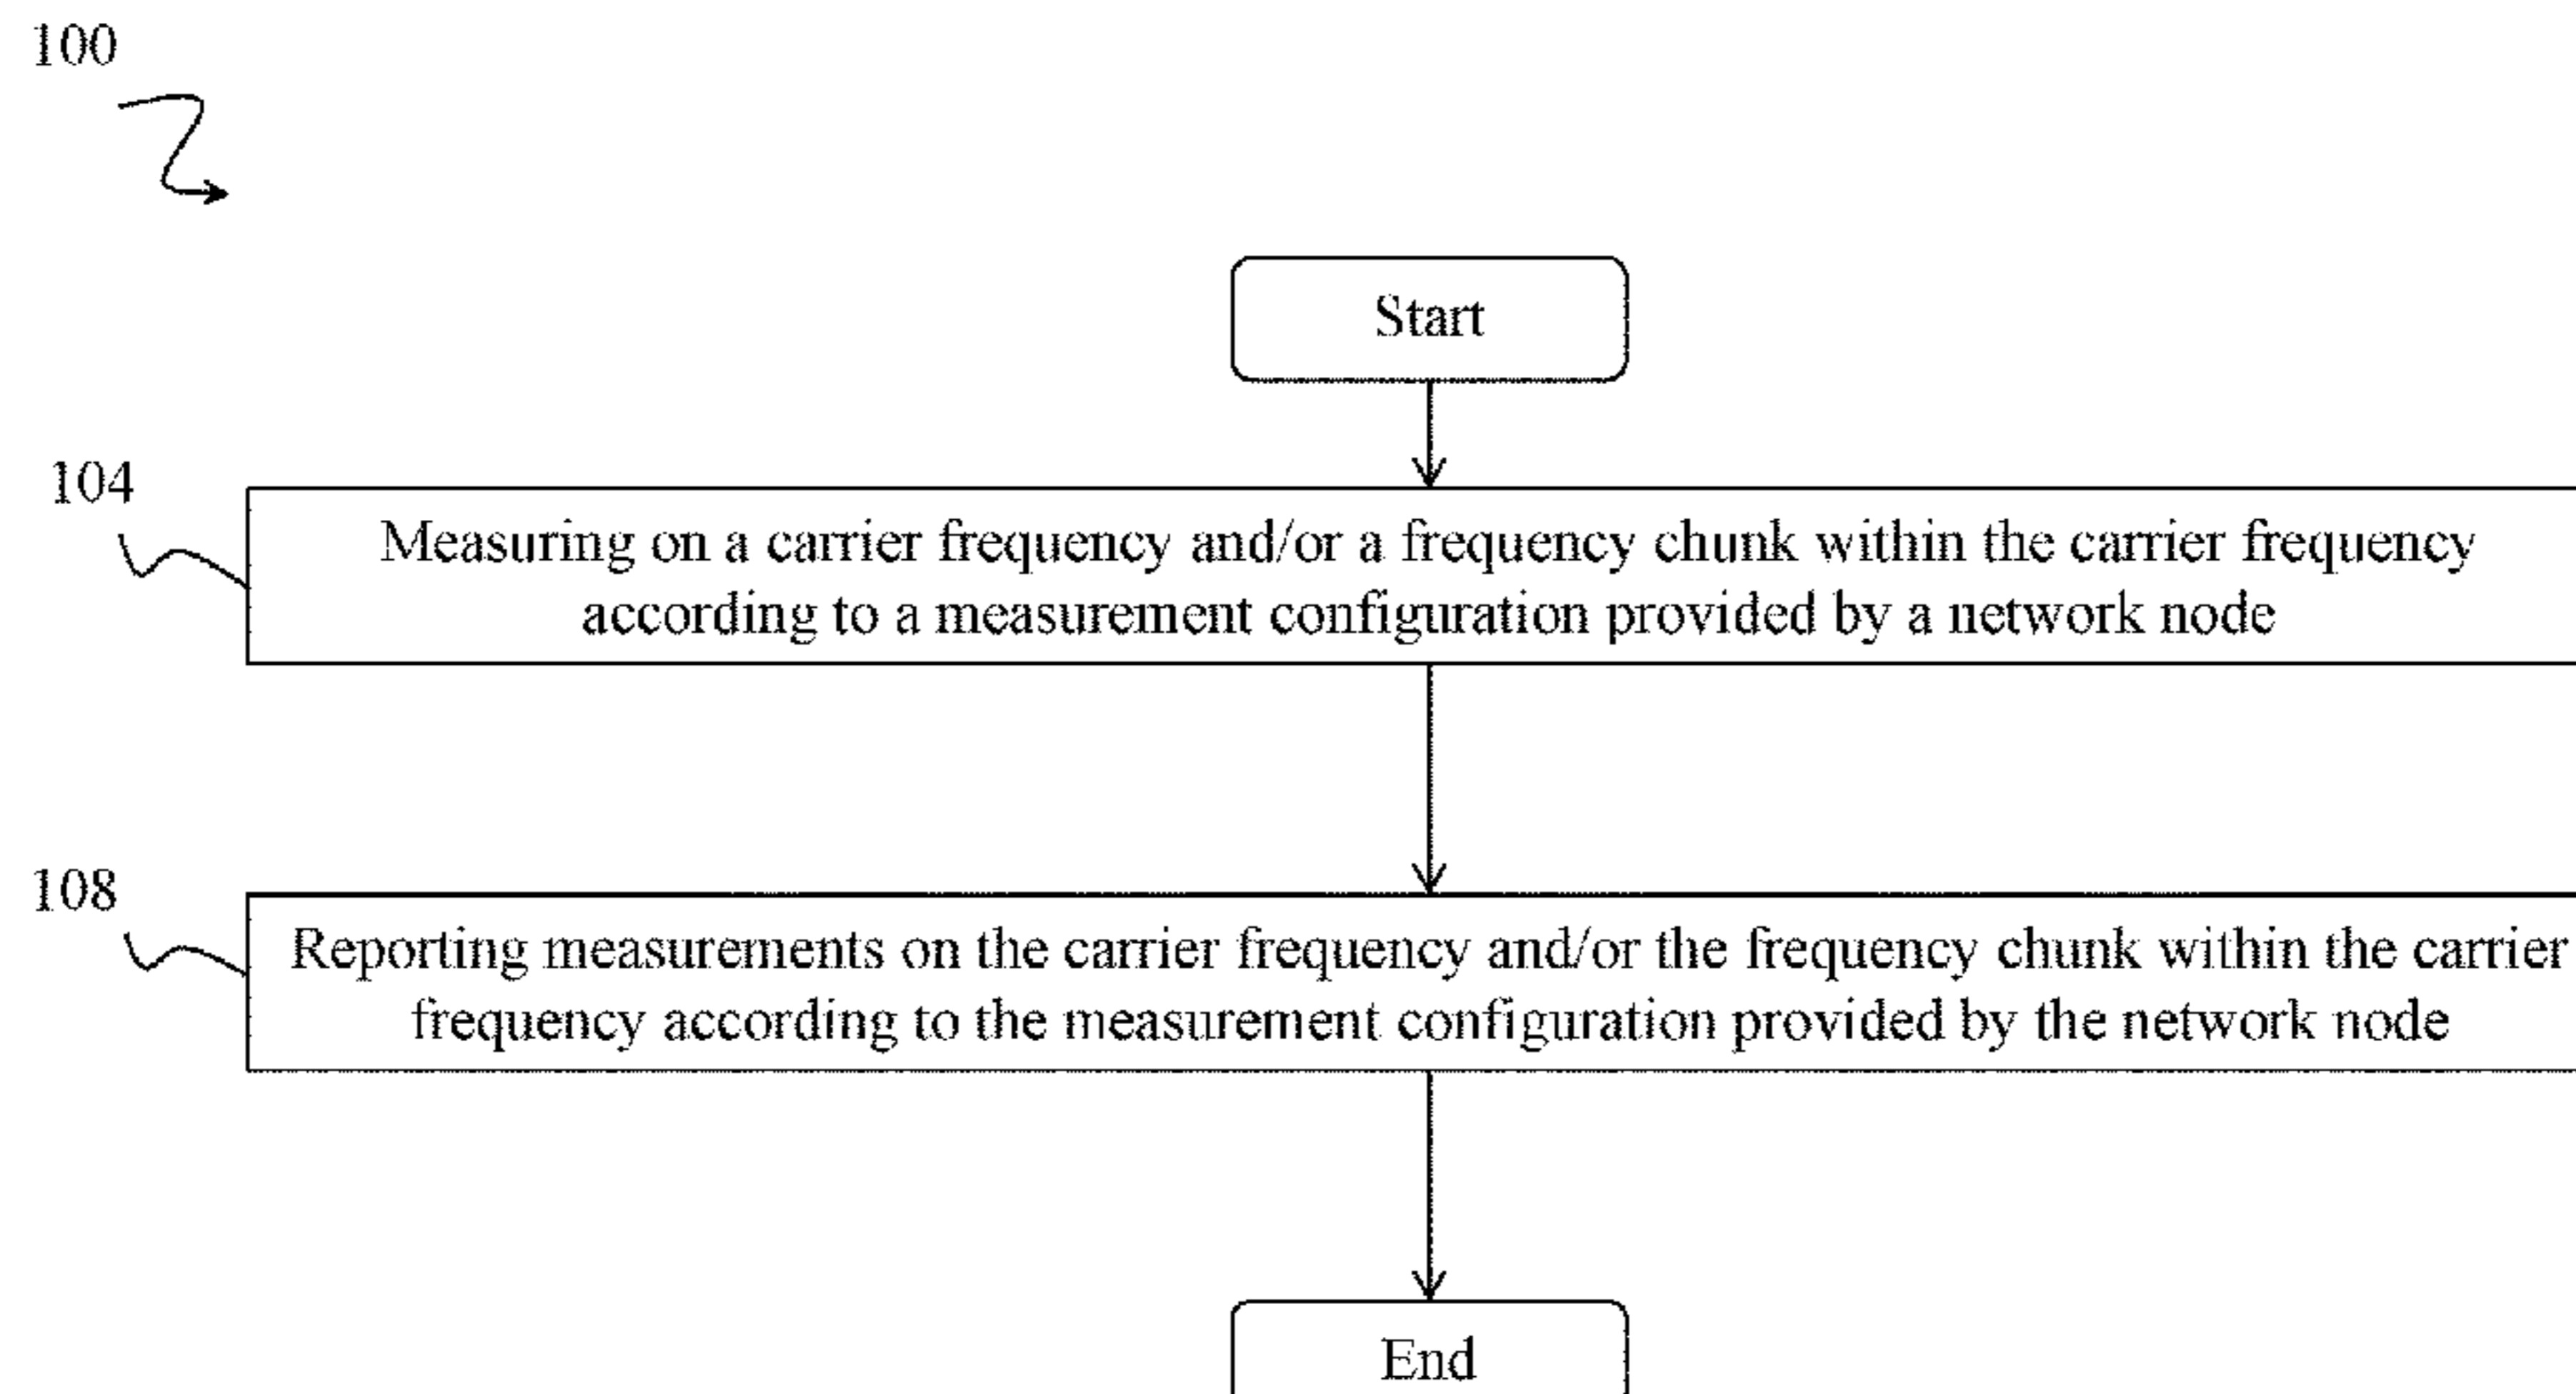 100
Start
104
Measuring on a carrier frequency and/or a frequency chunk within the carrier frequency
according to a measurement configuration provided by a network node
108
Reporting measurements on the carrier frequency and/or the frequency chunk within the carrier
frequency according to the measurement configuration provided by the network node
End